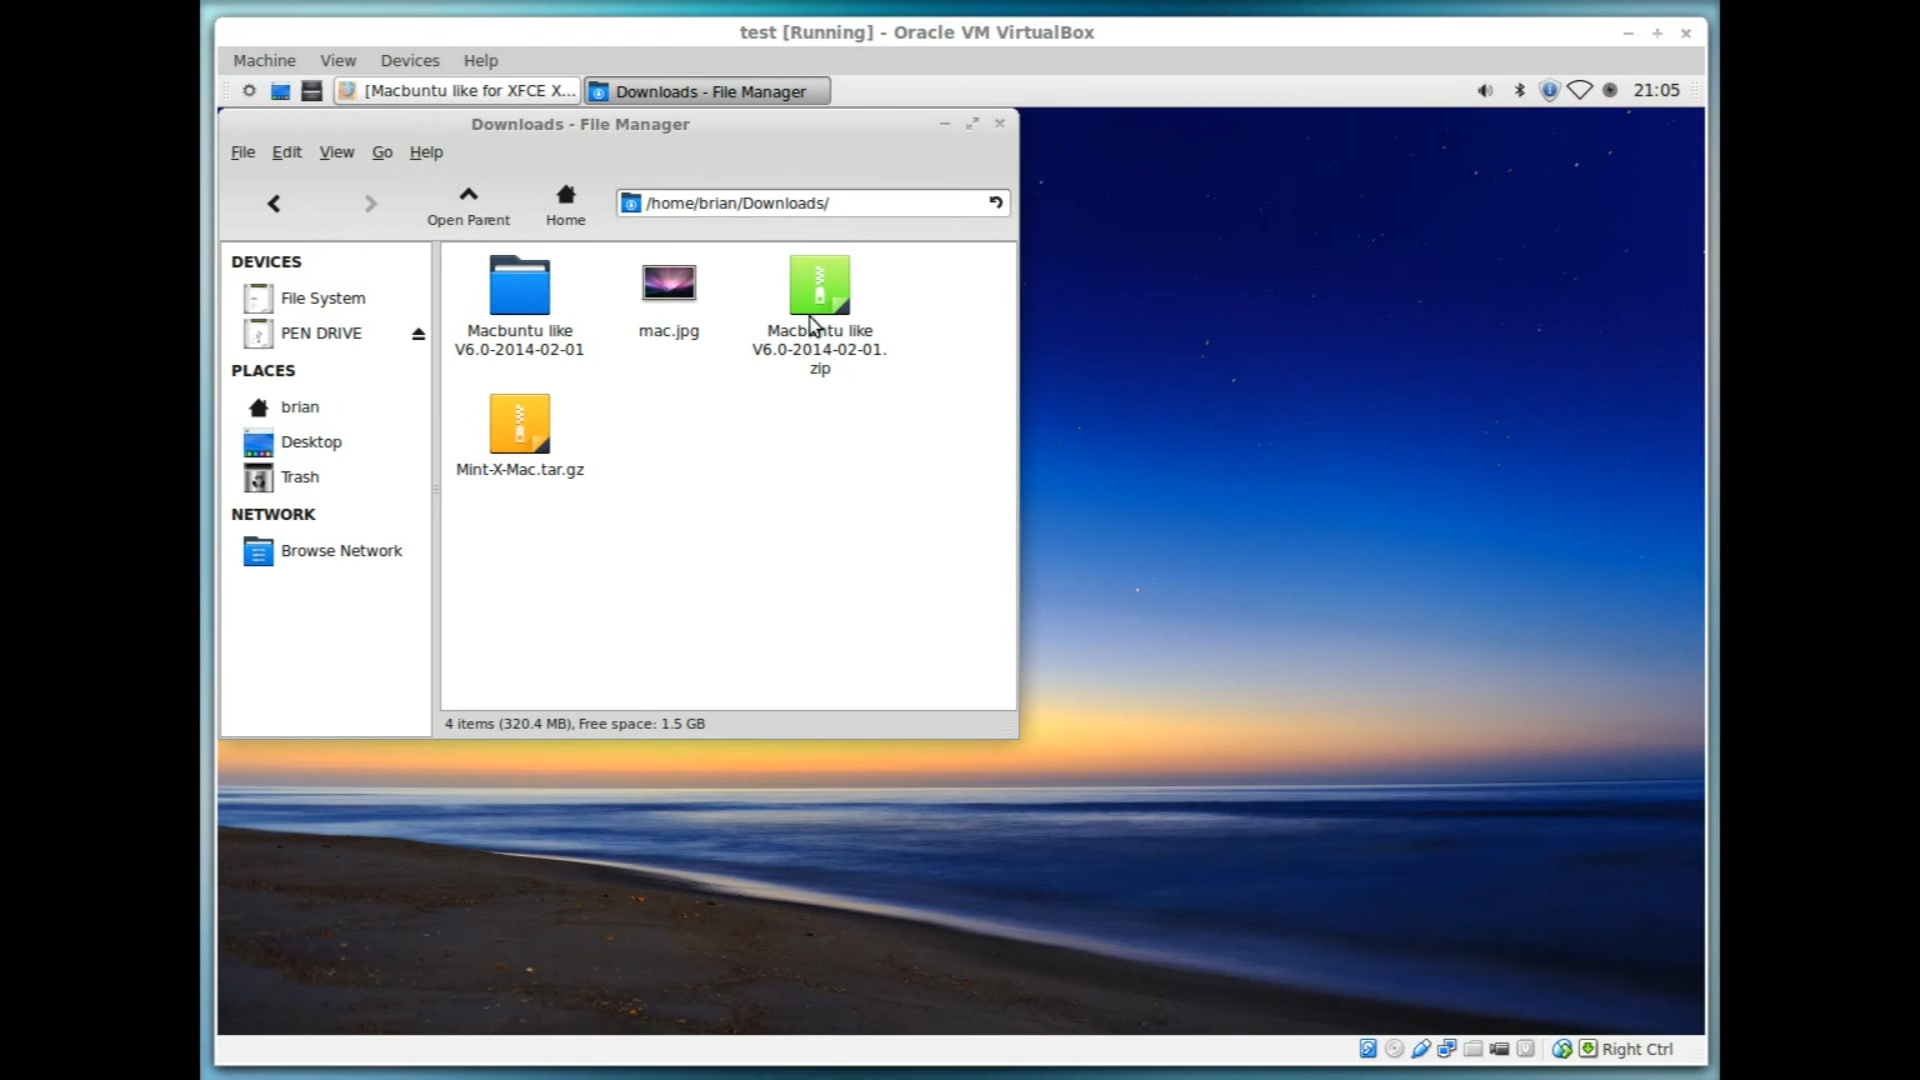 test [Running] - Oracle VM VirtualBox
Machine View Devices Help
[Macbuntu like for XFCE X... Downloads - File Manager 21:05
Downloads - File Manager
File Edit View Go Help
Open Parent Home /home/brian/Downloads/
DEVICES
File System
PEN DRIVE
PLACES
brian
Desktop
Trash
NETWORK
Browse Network
Macbuntu like
V6.0-2014-02-01
mac.jpg
Macbuntu like
V6.0-2014-02-01.
zip
Mint-X-Mac.tar.gz
4 items (320.4 MB), Free space: 1.5 GB
Right Ctrl